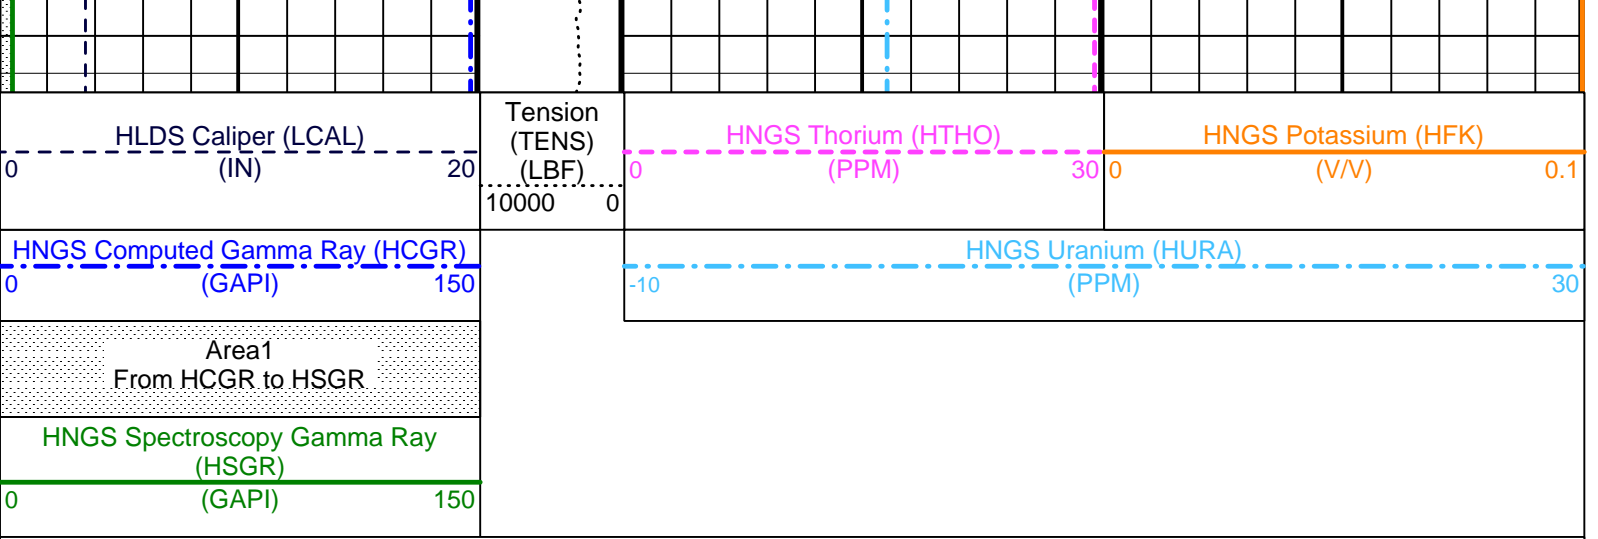 HLDS Caliper (LCAL)
0 (IN) 20
Tension
(TENS)
(LBF)
10000 0
HNGS Thorium (HTHO)
0 (PPM) 30
HNGS Potassium (HFK)
0 (V/V) 0.1
HNGS Computed Gamma Ray (HCGR)
0 (GAPI) 150
HNGS Uranium (HURA)
-10 (PPM) 30
Area1
From HCGR to HSGR
HNGS Spectroscopy Gamma Ray
(HSGR)
0 (GAPI) 150